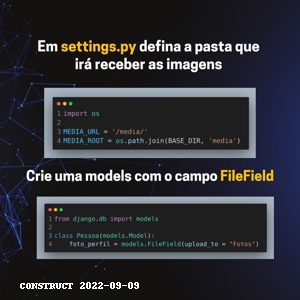 Em settings.py defina a pasta que
irá receber as imagens
1 import os
2
3 MEDIA_URL = '/media/'
4 MEDIA_ROOT = os.path.join(BASE_DIR, 'media')
Crie uma models com o campo FileField
1 from django.db import models
2
3 class Pessoa(models.Model):
4     foto_perfil = models.FileField(upload_to = "Fotos")
CONSTRUCT 2022-09-09